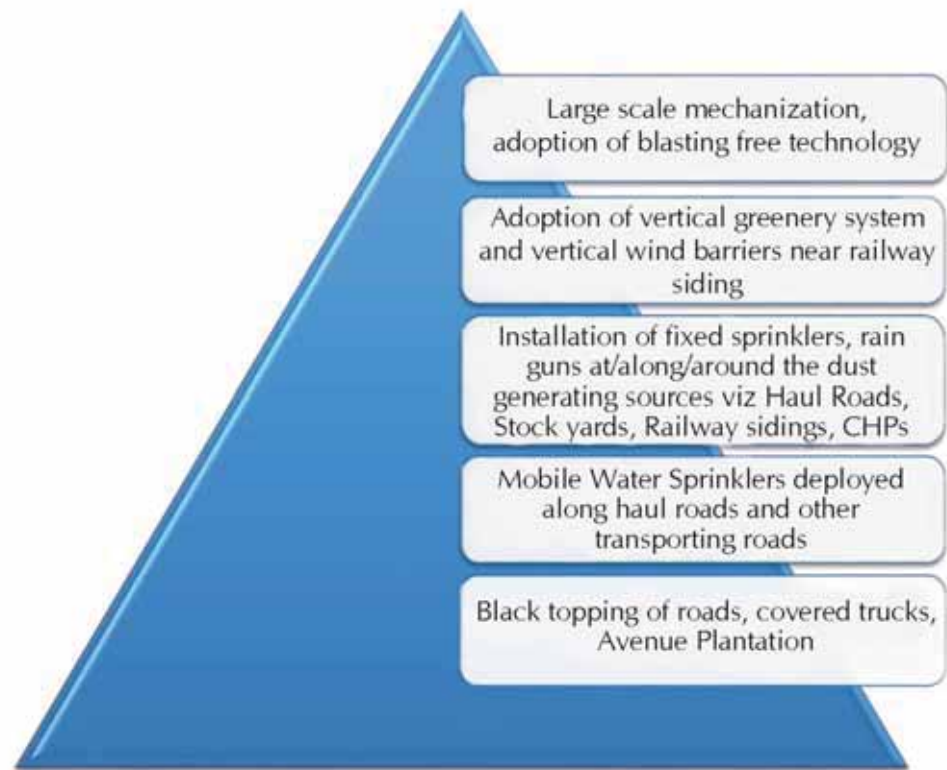 Large scale mechanization,
adoption of blasting free technology
Adoption of vertical greenery system
and vertical wind barriers near railway
siding
Installation of fixed sprinklers, rain
guns at/along/around the dust
generating sources viz Haul Roads,
Stock yards, Railway sidings, CHPs
Mobile Water Sprinklers deployed
along haul roads and other
transporting roads
Black topping of roads, covered trucks,
Avenue Plantation